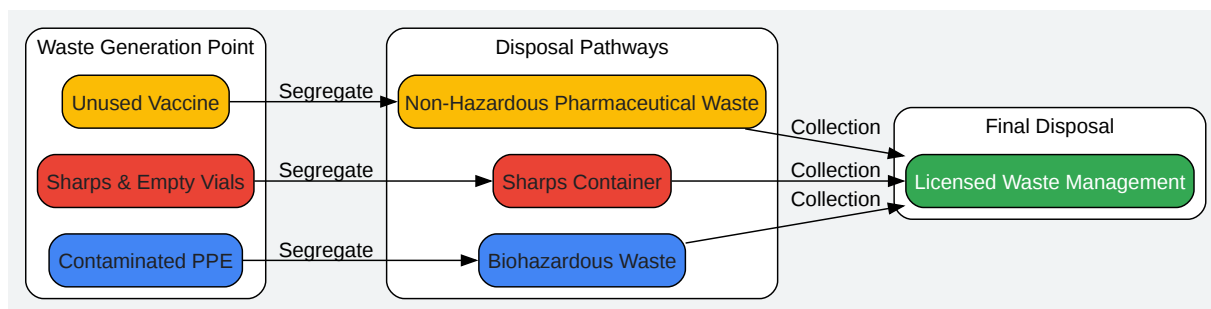 Waste Generation Point
Unused Vaccine
Sharps & Empty Vials
Contaminated PPE
Segregate
Segregate
Segregate
Disposal Pathways
Non-Hazardous Pharmaceutical Waste
Sharps Container
Biohazardous Waste
Collection
Collection
Collection
Final Disposal
Licensed Waste Management